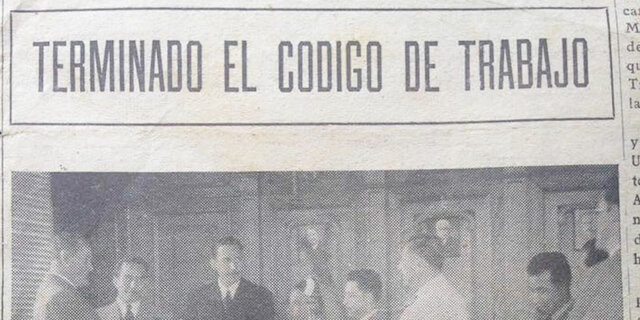 TERMINADO EL CODIGO DE TRABAJO